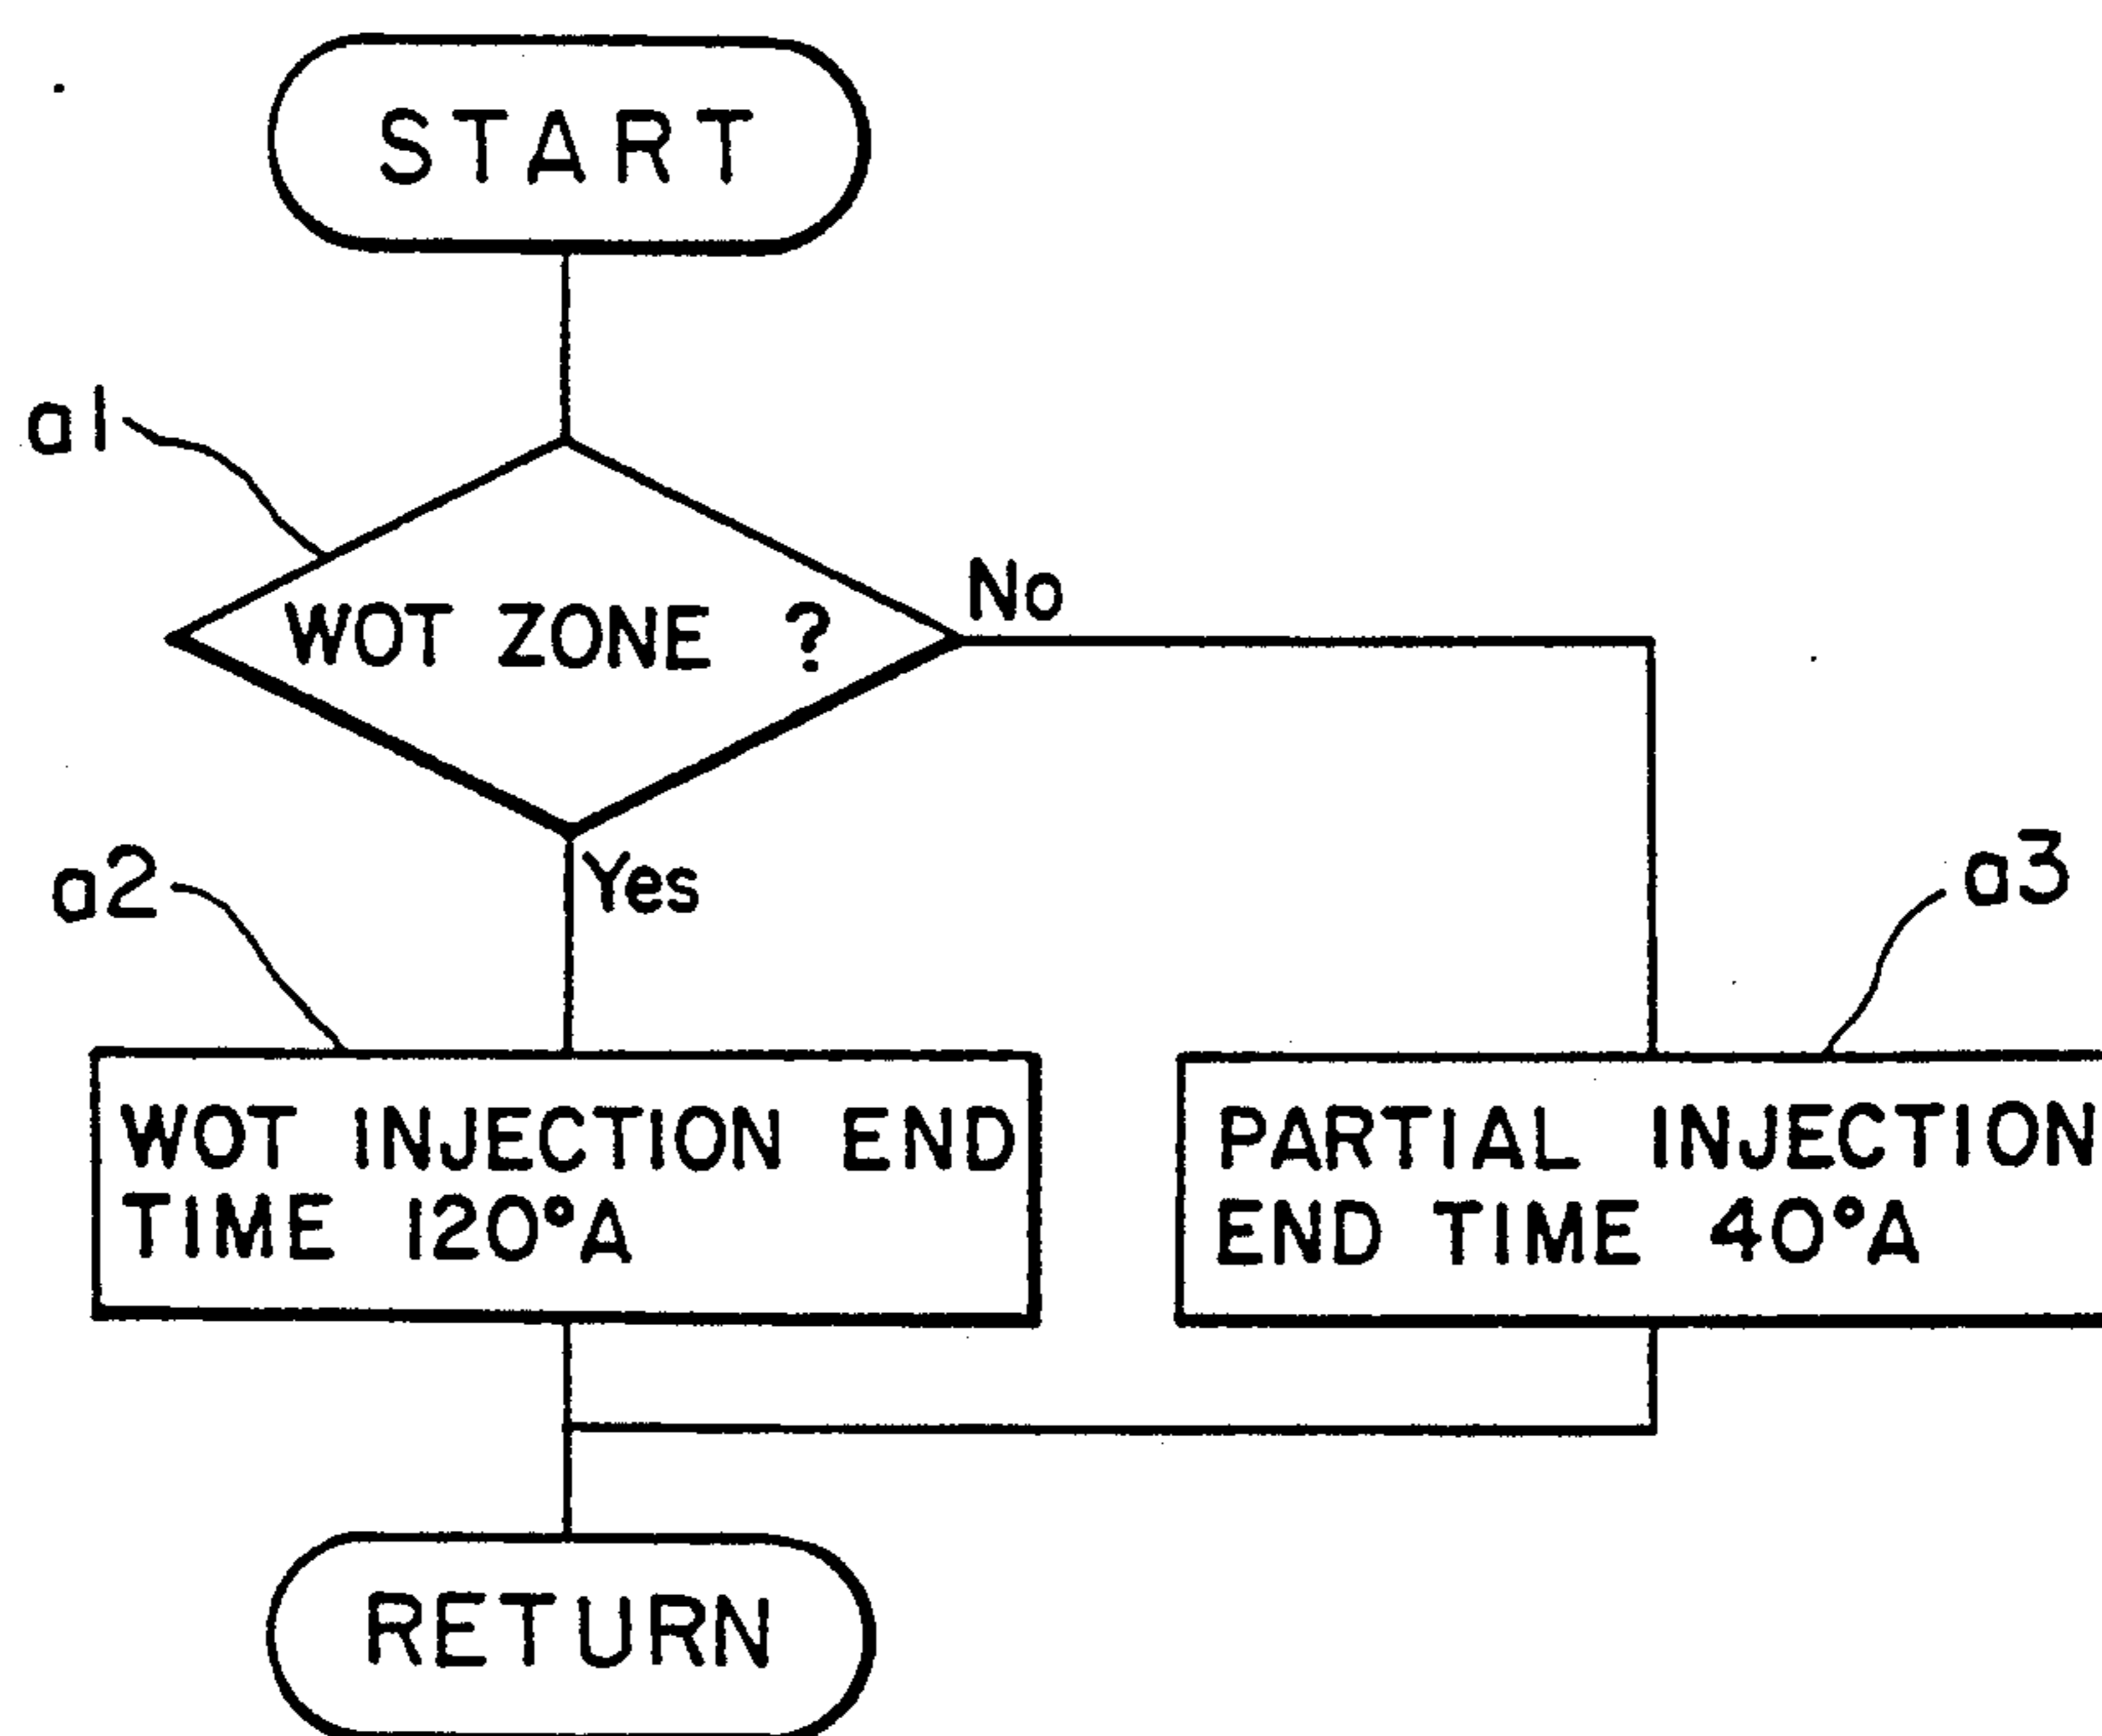 START
a1
WOT ZONE ?
No
Yes
a2
a3
WOT INJECTION END
TIME 120°A
PARTIAL INJECTION
END TIME 40°A
RETURN